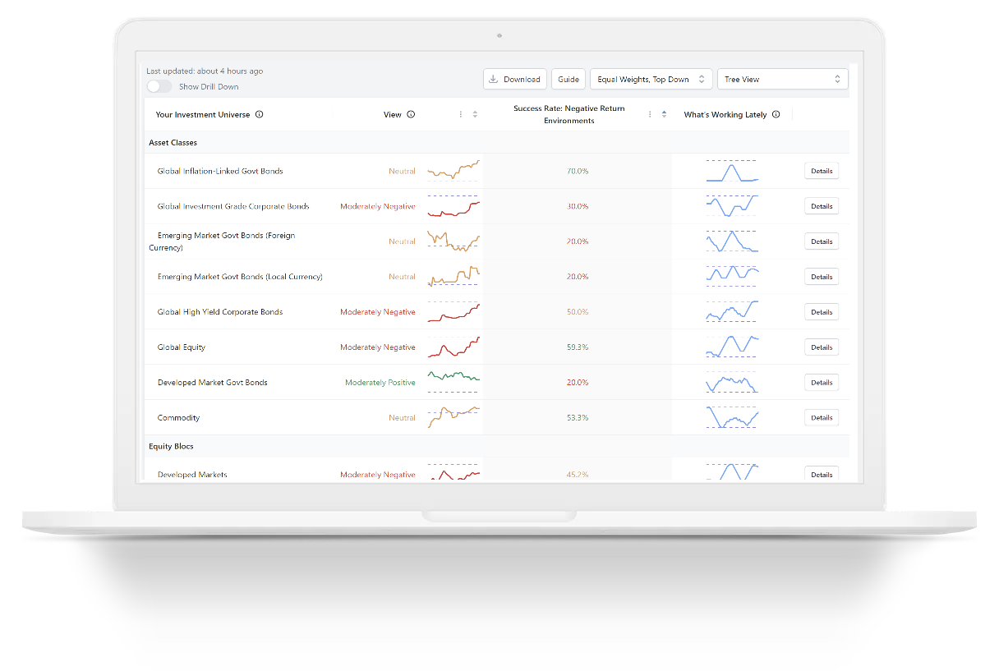 Last updated: about 4 hours ago
Show Drill Down
Download
Guide
Equal Weights, Top Down
Tree View
Your Investment Universe
View
Success Rate: Negative Return
Environments
What's Working Lately
Asset Classes
Global Inflation-Linked Govt Bonds Neutral 70.0% Details
Global Investment Grade Corporate Bonds Moderately Negative 30.0% Details
Emerging Market Govt Bonds (Foreign
Currency) Neutral 20.0% Details
Emerging Market Govt Bonds (Local Currency) Neutral 20.0% Details
Global High Yield Corporate Bonds Moderately Negative 50.0% Details
Global Equity Moderately Negative 59.3% Details
Developed Market Govt Bonds Moderately Positive 20.0% Details
Commodity Neutral 53.3% Details
Equity Blocs
Developed Markets Moderately Negative 45.2% Details